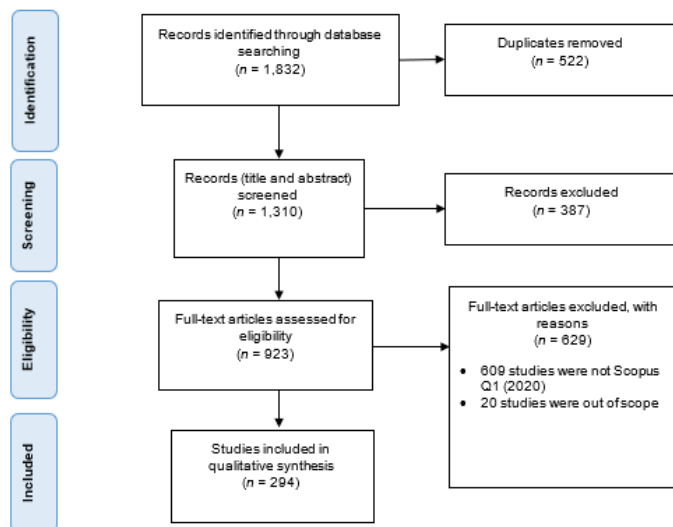 Identification
Records identified through database
searching
(n = 1,832)
Duplicates removed
(n = 522)
Screening
Records (title and abstract)
screened
(n = 1,310)
Records excluded
(n = 387)
Eligibility
Full-text articles assessed for
eligibility
(n = 923)
Full-text articles excluded, with
reasons
(n = 629)
• 609 studies were not Scopus
Q1 (2020)
• 20 studies were out of scope
Included
Studies included in
qualitative synthesis
(n = 294)